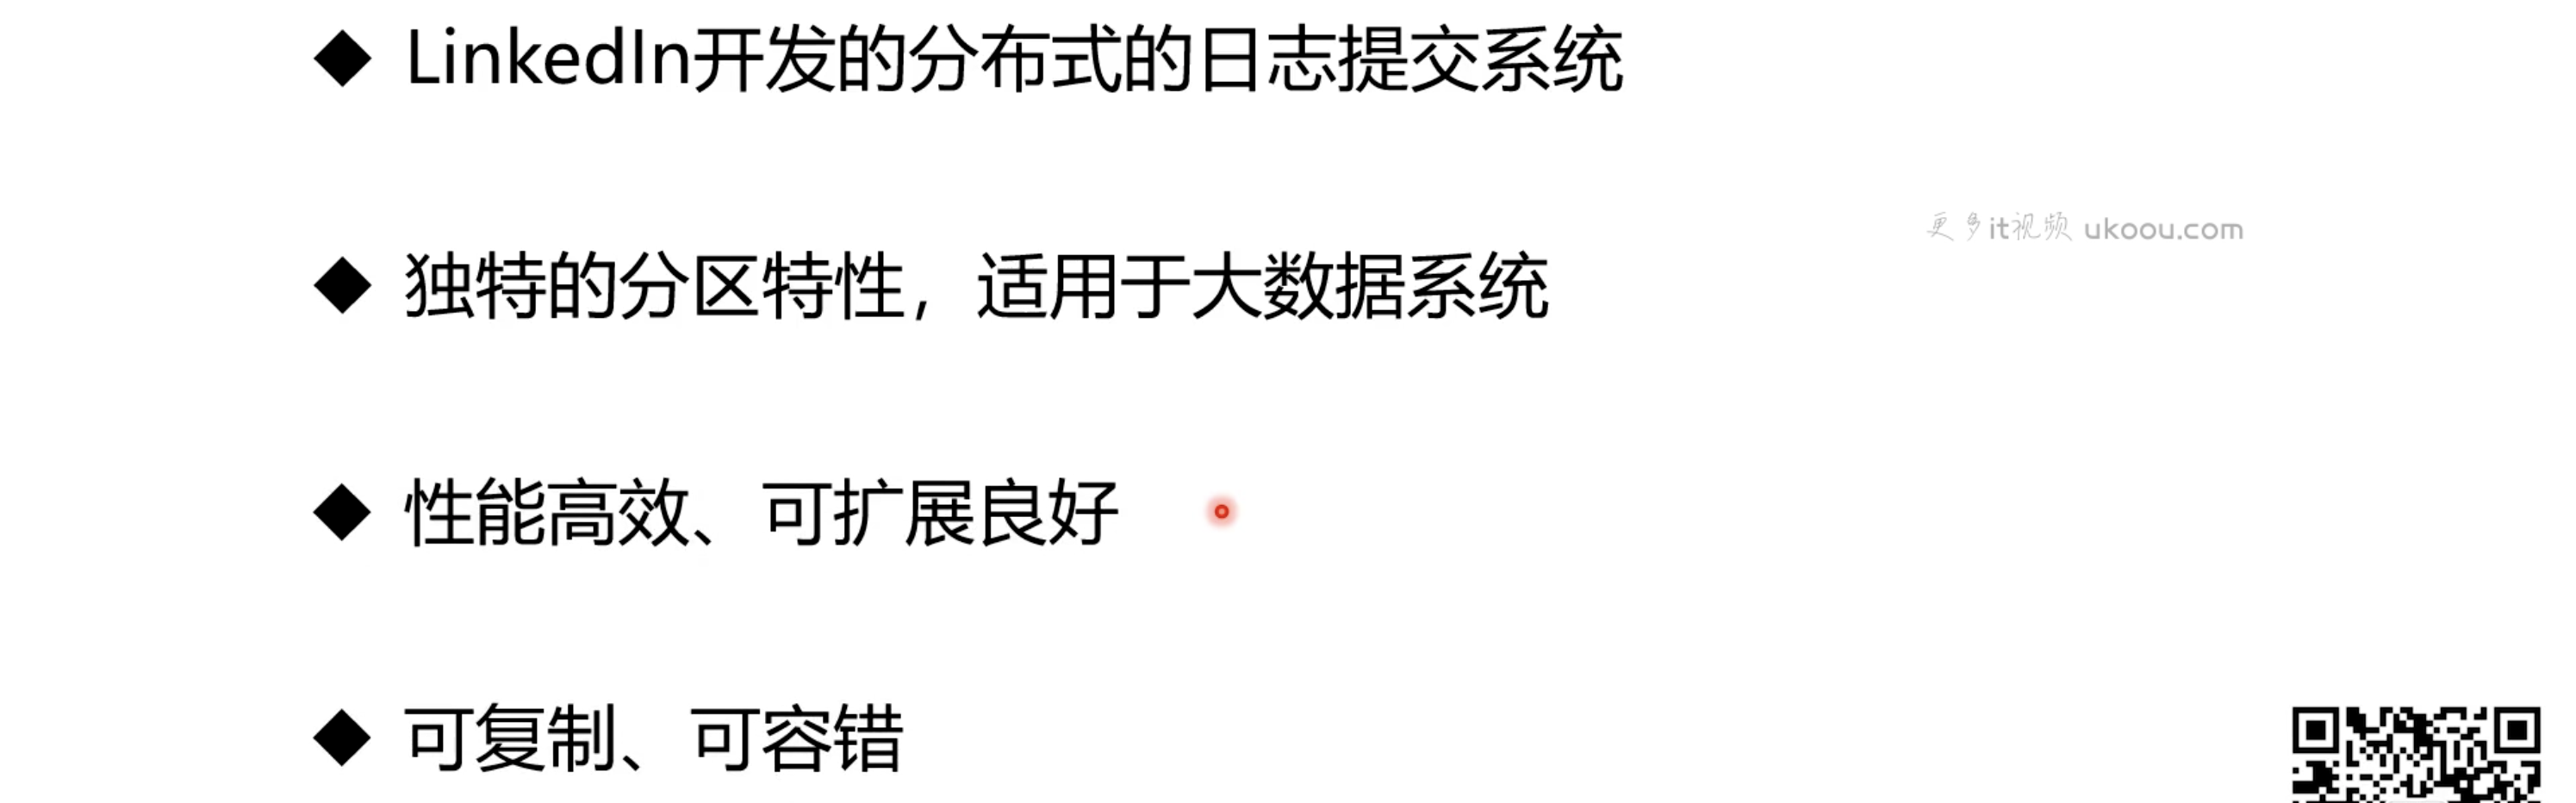 ◆ LinkedIn开发的分布式的日志提交系统
更多it视频 ukoou.com
◆ 独特的分区特性，适用于大数据系统
◆ 性能高效、可扩展良好
◆ 可复制、可容错